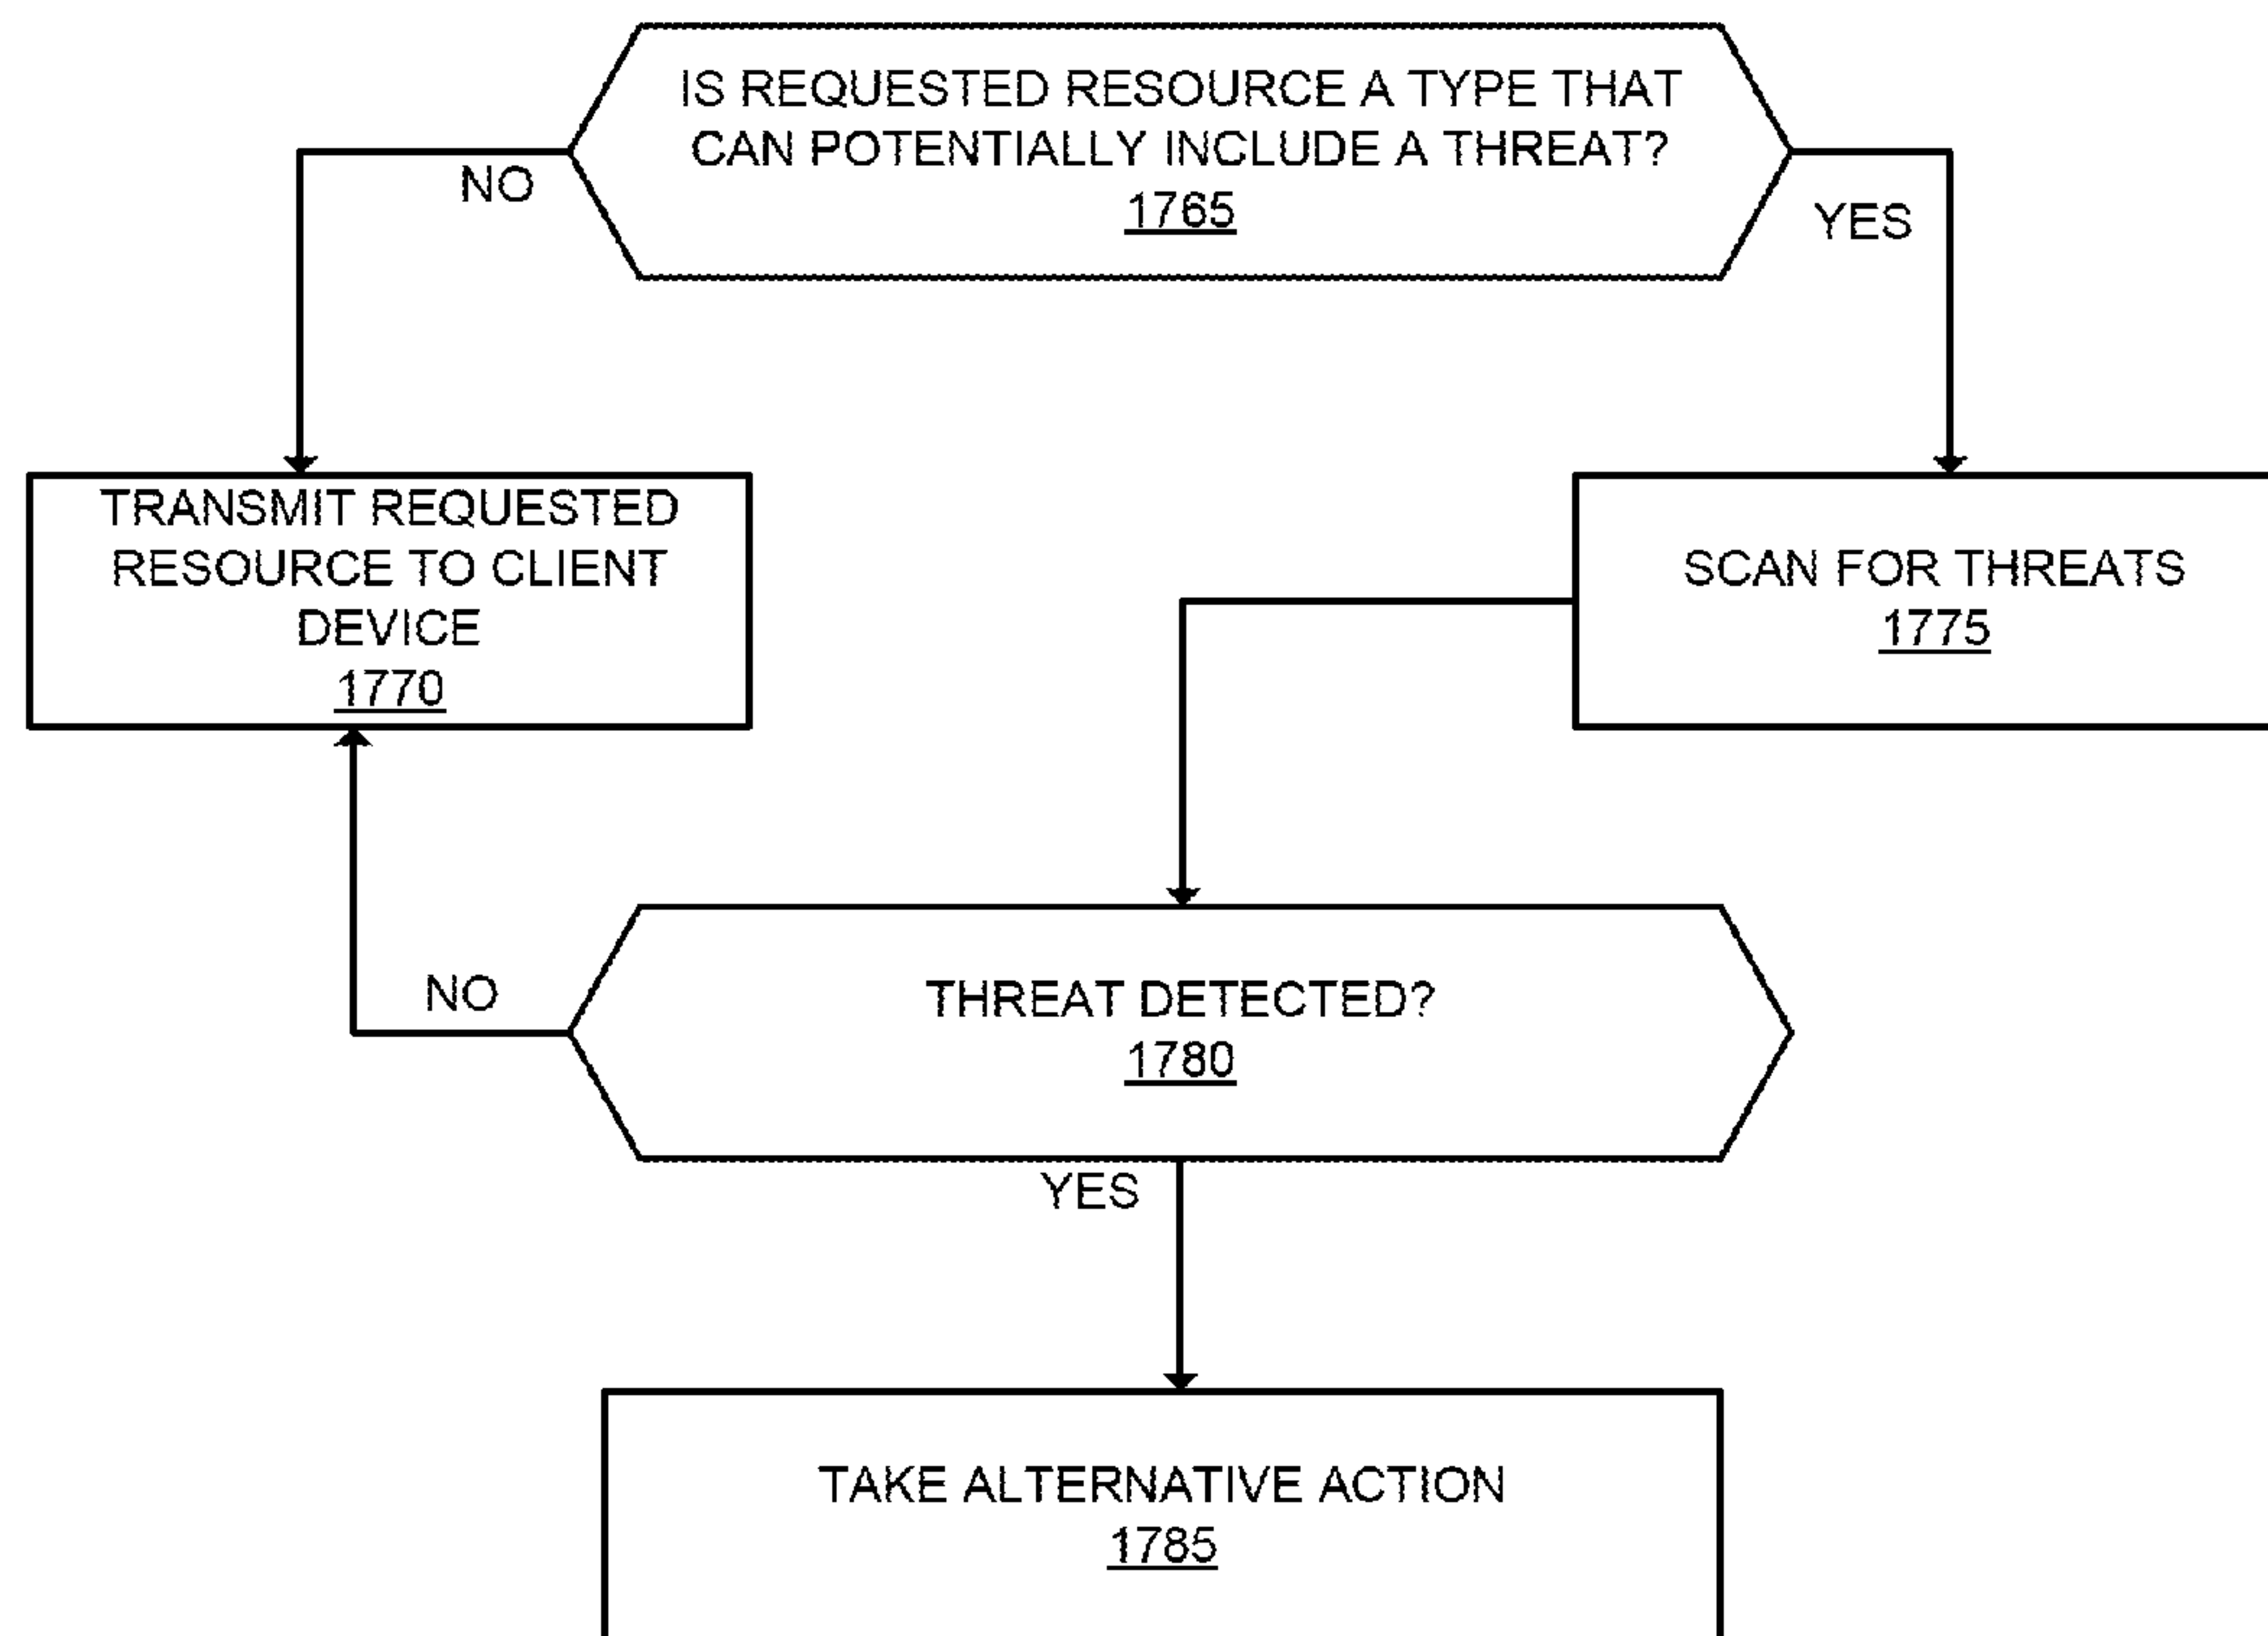 IS REQUESTED RESOURCE A TYPE THAT
CAN POTENTIALLY INCLUDE A THREAT?
1765
NO
YES
TRANSMIT REQUESTED
RESOURCE TO CLIENT
DEVICE
1770
SCAN FOR THREATS
1775
NO
THREAT DETECTED?
1780
YES
TAKE ALTERNATIVE ACTION
1785